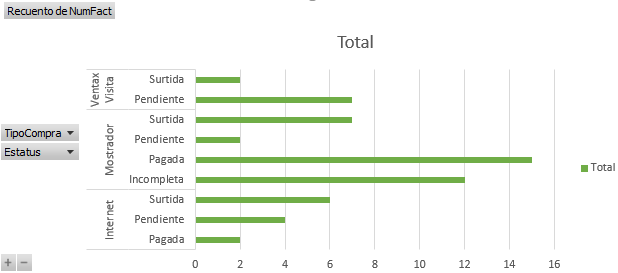 Recuento de NumFact
Total
Ventax
Visita
Surtida
Pendiente
TipoCompra
Estatus
Mostrador
Surtida
Pendiente
Pagada
Incompleta
Internet
Surtida
Pendiente
Pagada
Total
0 2 4 6 8 10 12 14 16